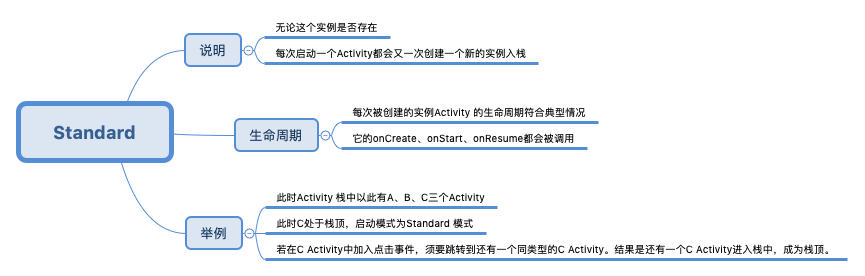 无论这个实例是否存在
说明
每次启动一个Activity都会又一次创建一个新的实例入栈
每次被创建的实例Activity 的生命周期符合典型情况
Standard
生命周期
它的onCreate、onStart、onResume都会被调用
此时Activity 栈中以此有A、B、C三个Activity
举例
此时C处于栈顶，启动模式为Standard 模式
若在C Activity中加入点击事件，须要跳转到还有一个同类型的C Activity。结果是还有一个C Activity进入栈中，成为栈顶。